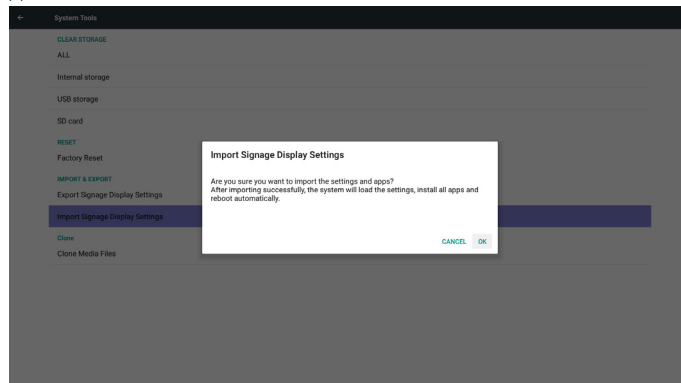 System Tools
CLEAR STORAGE
ALL
Internal storage
USB storage
SD card
RESET
Factory Reset
IMPORT & EXPORT
Export Signage Display Settings
Import Signage Display Settings
Clone
Clone Media Files
Import Signage Display Settings
Are you sure you want to import the settings and apps?
After importing successfully, the system will load the settings, install all apps and
reboot automatically.
CANCEL OK